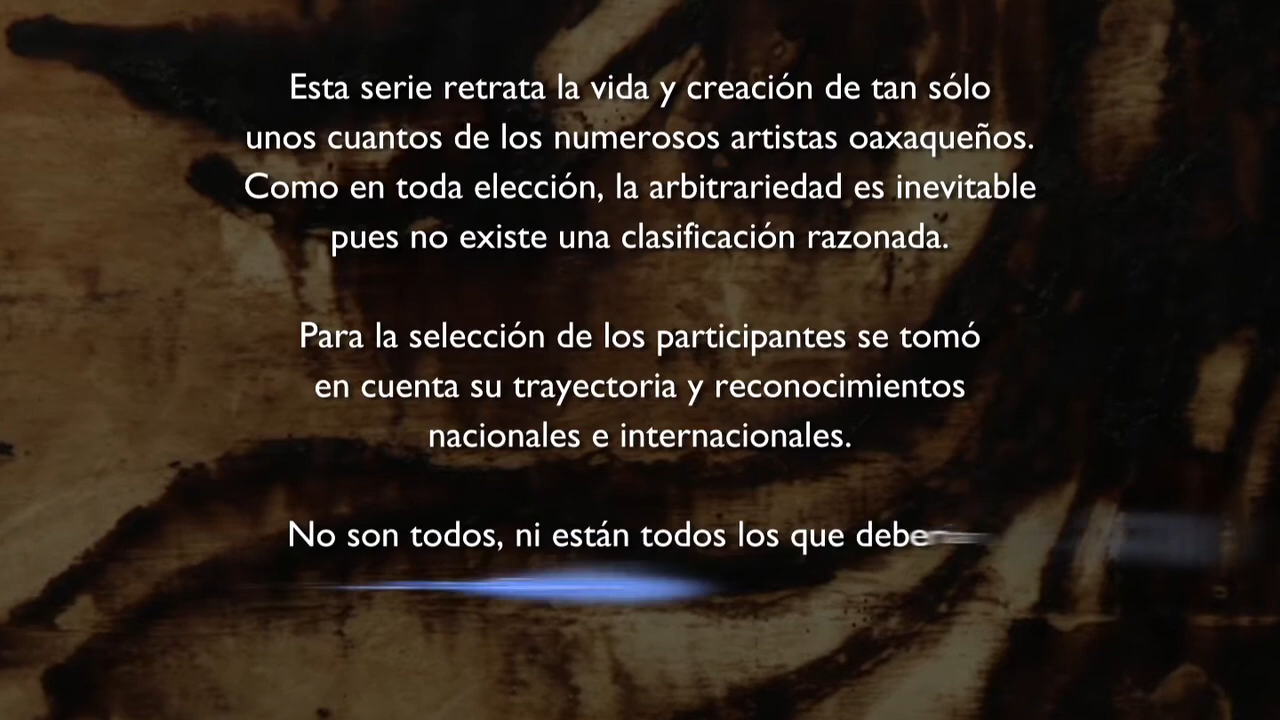 Esta serie retrata la vida y creación de tan sólo
unos cuantos de los numerosos artistas oaxaqueños.
Como en toda elección, la arbitrariedad es inevitable
pues no existe una clasificación razonada.
Para la selección de los participantes se tomó
en cuenta su trayectoria y reconocimientos
nacionales e internacionales.
No son todos, ni están todos los que